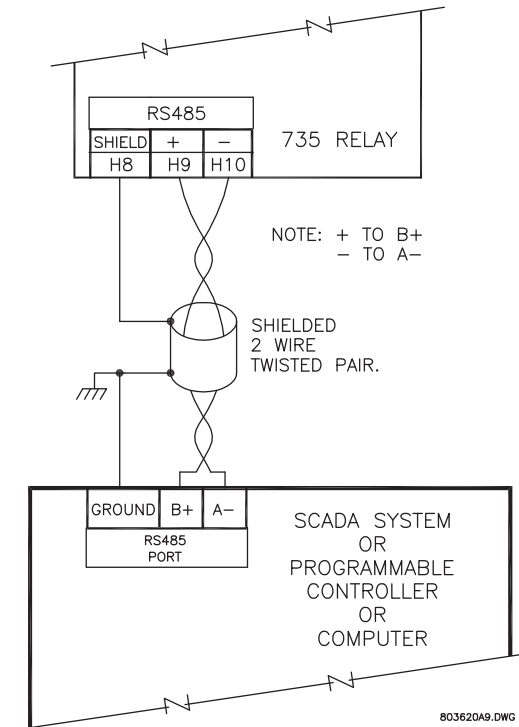 RS485
SHIELD + −
H8 H9 H10
735 RELAY
NOTE: + TO B+
− TO A−
SHIELDED
2 WIRE
TWISTED PAIR.
GROUND B+ A−
RS485
PORT
SCADA SYSTEM
OR
PROGRAMMABLE
CONTROLLER
OR
COMPUTER
803620A9.DWG